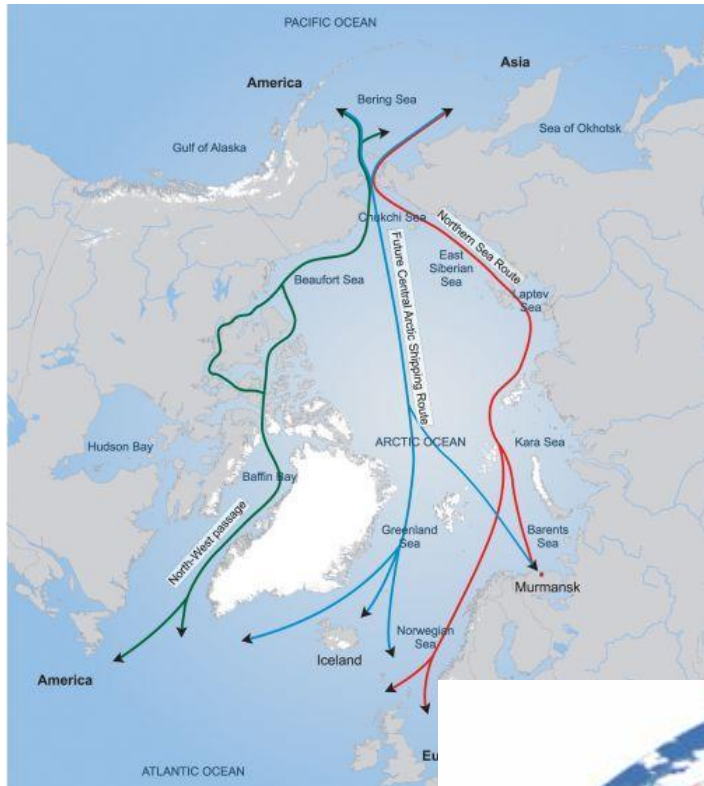 PACIFIC OCEAN
America
Asia
Bering Sea
Sea of Okhotsk
Gulf of Alaska
Chukchi Sea
Northern Sea Route
Future Central Arctic Shipping Route
East
Siberian
Sea
Beaufort Sea
Laptev
Sea
Hudson Bay
ARCTIC OCEAN
Kara Sea
Baffin Bay
North-West passage
Greenland
Sea
Barents
Sea
Murmansk
Norwegian
Sea
Iceland
America
Eu
ATLANTIC OCEAN